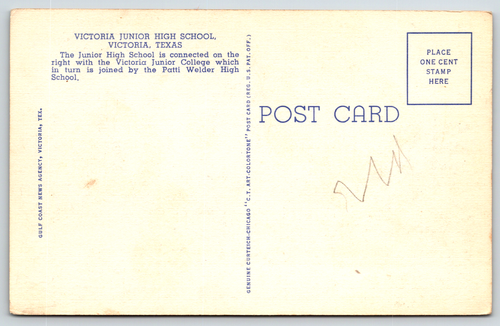 VICTORIA JUNIOR HIGH SCHOOL,
VICTORIA, TEXAS
The Junior High School is connected on the
right with the Victoria Junior College which
in turn is joined by the Patti Welder High
School.
GULF COAST NEWS AGENCY, VICTORIA, TEX.
GENUINE CURTEICH-CHICAGO "C.T. ART-COLORTONE" POST CARD (REG. U.S. PAT. OFF.)
POST CARD
PLACE
ONE CENT
STAMP
HERE